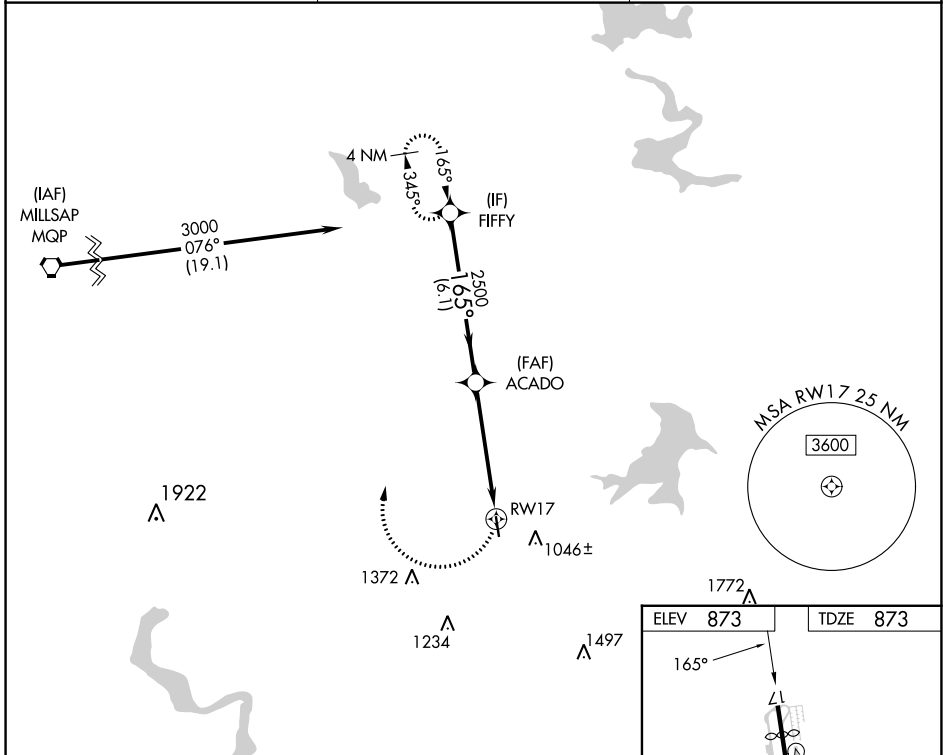 4 NM
165°
345°
(IF)
FIFFY
(IAF)
MILLSAP
MQP
3000
076°
(19.1)
2500
165°
(6.1)
(FAF)
ACADO
MSA RW17 25 NM
3600
1922
RW17
1046±
1372
1772
1234
1497
ELEV 873
TDZE 873
165°
17